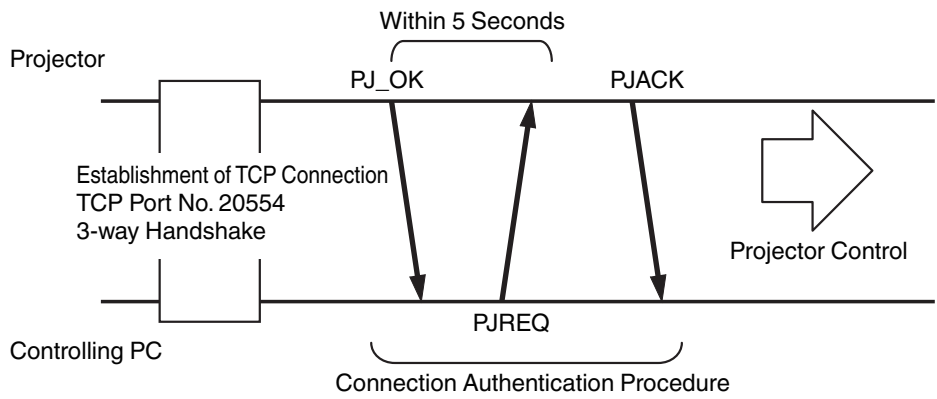 Within 5 Seconds
Projector
PJ_OK
PJACK
Establishment of TCP Connection
TCP Port No. 20554
3-way Handshake
Projector Control
PJREQ
Controlling PC
Connection Authentication Procedure